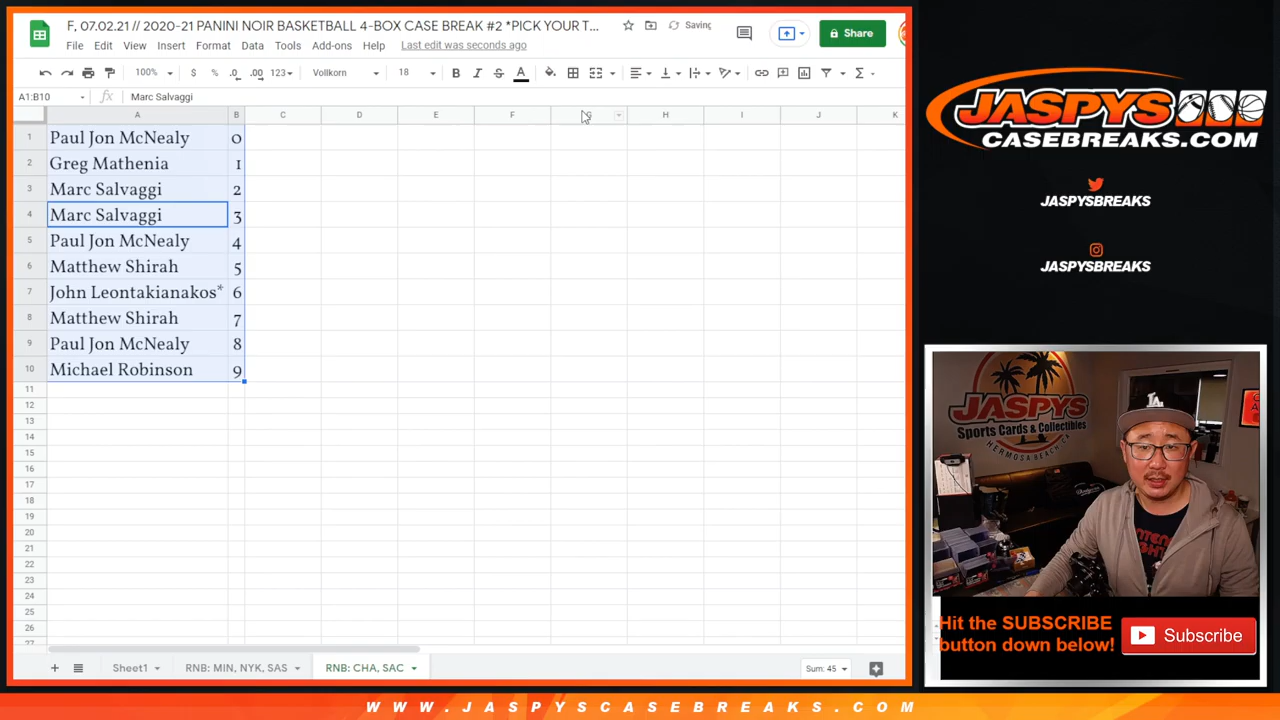 F, 07.02.21 // 2020-21 PANINI NOIR BASKETBALL 4-BOX CASE BREAK #2 *PICK YOUR T...
Saving
Share
File Edit View Insert Format Data Tools Add-ons Help Last edit was seconds ago
100% $ % .0 .00 123 Vollkorn 18 B I S A
A1:B10 fx Marc Salvaggi
A B C D E F G H I J K
1 Paul Jon McNealy 0
2 Greg Mathenia 1
3 Marc Salvaggi 2
4 Marc Salvaggi 3
5 Paul Jon McNealy 4
6 Matthew Shirah 5
7 John Leontakianakos* 6
8 Matthew Shirah 7
9 Paul Jon McNealy 8
10 Michael Robinson 9
11
12
13
14
15
16
17
18
19
20
21
22
23
24
25
26
27
Sheet1 RNB: MIN, NYK, SAS RNB: CHA, SAC Sum: 45
JASPYS
CASEBREAKS.COM
JASPYSBREAKS
JASPYSBREAKS
JASPYS
Sports Cards & Collectibles
HERMOSA BEACH, CA
LA
Hit the SUBSCRIBE
button down below!
Subscribe
WWW.JASPYSCASEBREAKS.COM